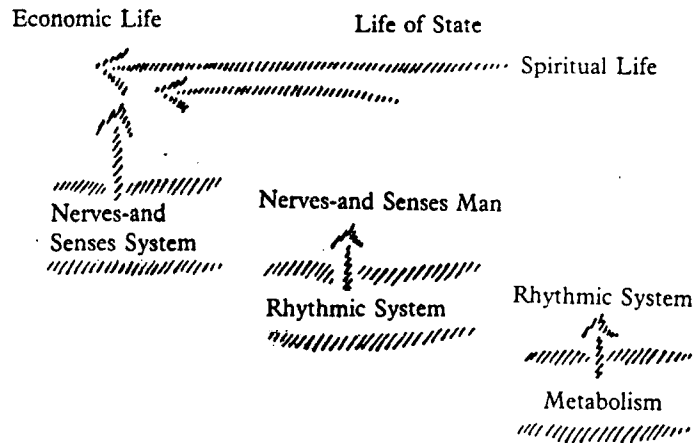 Economic Life
Life of State
Spiritual Life
Nerves-and
Senses System
Nerves-and Senses Man
Rhythmic System
Rhythmic System
Metabolism